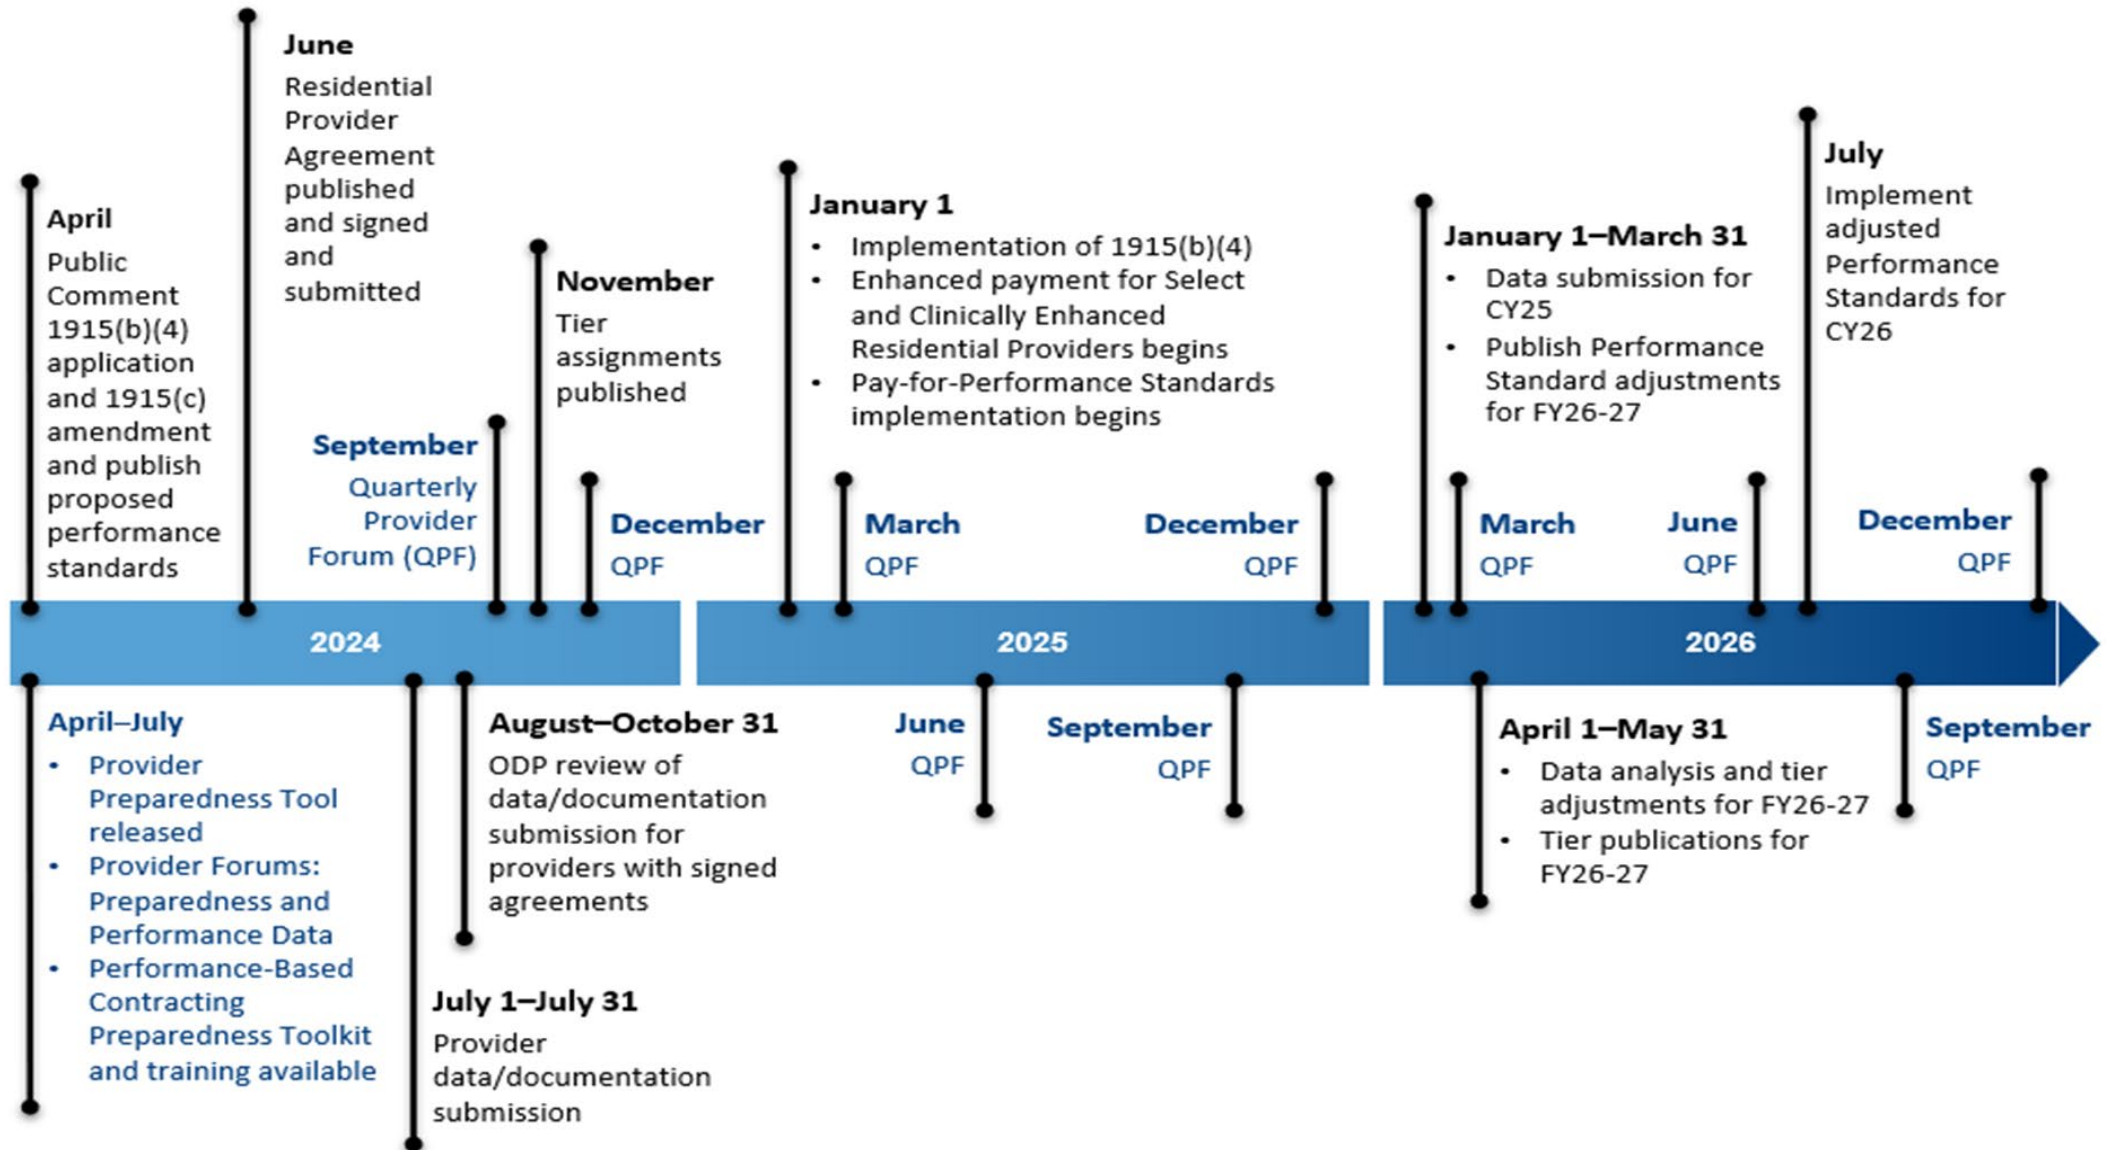 June
Residential
Provider
Agreement
published
and signed
and
submitted
April
Public
Comment
1915(b)(4)
application
and 1915(c)
amendment
and publish
proposed
performance
standards
September
Quarterly
Provider
Forum (QPF)
November
Tier
assignments
published
December
QPF
January 1
• Implementation of 1915(b)(4)
• Enhanced payment for Select
and Clinically Enhanced
Residential Providers begins
• Pay-for-Performance Standards
implementation begins
March
QPF
December
QPF
January 1–March 31
• Data submission for
CY25
• Publish Performance
Standard adjustments
for FY26-27
March
QPF
June
QPF
July
Implement
adjusted
Performance
Standards for
CY26
December
QPF
2024
2025
2026
April–July
• Provider
Preparedness Tool
released
• Provider Forums:
Preparedness and
Performance Data
• Performance-Based
Contracting
Preparedness Toolkit
and training available
August–October 31
ODP review of
data/documentation
submission for
providers with signed
agreements
July 1–July 31
Provider
data/documentation
submission
June
QPF
September
QPF
April 1–May 31
• Data analysis and tier
adjustments for FY26-27
• Tier publications for
FY26-27
September
QPF